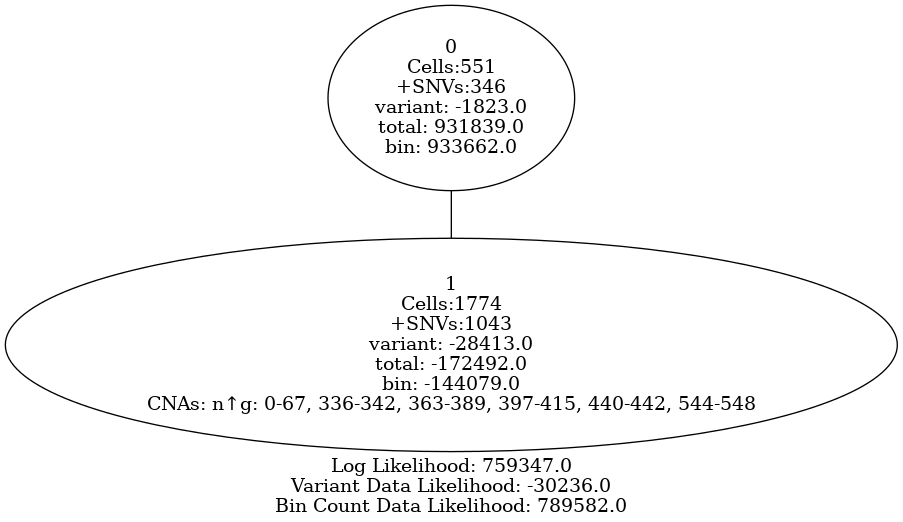 0
Cells:551
+SNVs:346
variant: -1823.0
total: 931839.0
bin: 933662.0
1
Cells:1774
+SNVs:1043
variant: -28413.0
total: -172492.0
bin: -144079.0
CNAs: n↑g: 0-67, 336-342, 363-389, 397-415, 440-442, 544-548
Log Likelihood: 759347.0
Variant Data Likelihood: -30236.0
Bin Count Data Likelihood: 789582.0